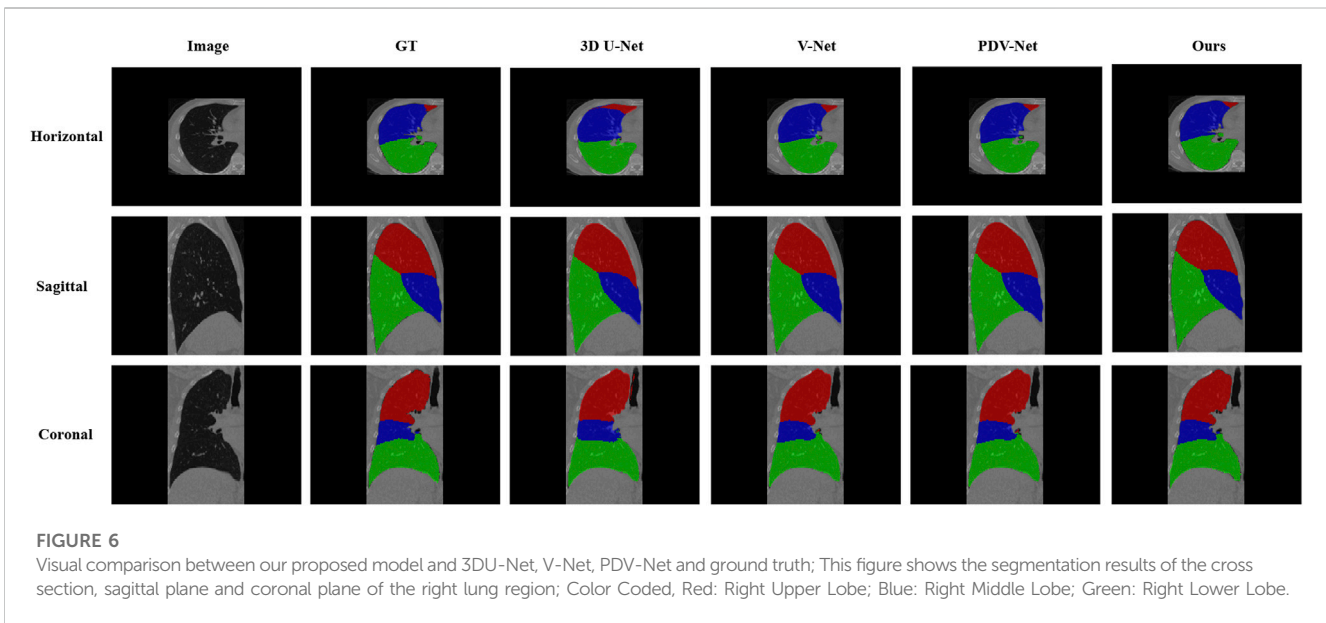 Image GT 3D U-Net V-Net PDV-Net Ours
Horizontal
Sagittal
Coronal
FIGURE 6
Visual comparison between our proposed model and 3DU-Net, V-Net, PDV-Net and ground truth; This figure shows the segmentation results of the cross
section, sagittal plane and coronal plane of the right lung region; Color Coded, Red: Right Upper Lobe; Blue: Right Middle Lobe; Green: Right Lower Lobe.